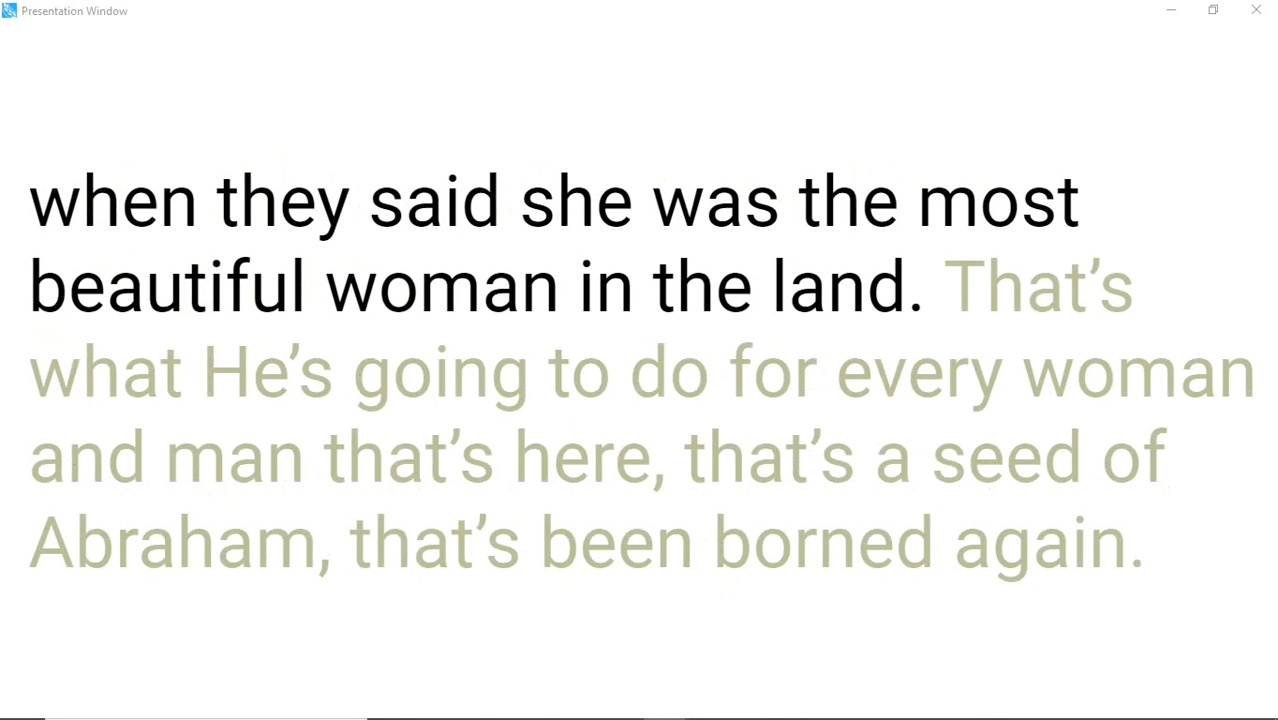 Presentation Window
when they said she was the most
beautiful woman in the land. That’s
what He’s going to do for every woman
and man that’s here, that’s a seed of
Abraham, that’s been borned again.